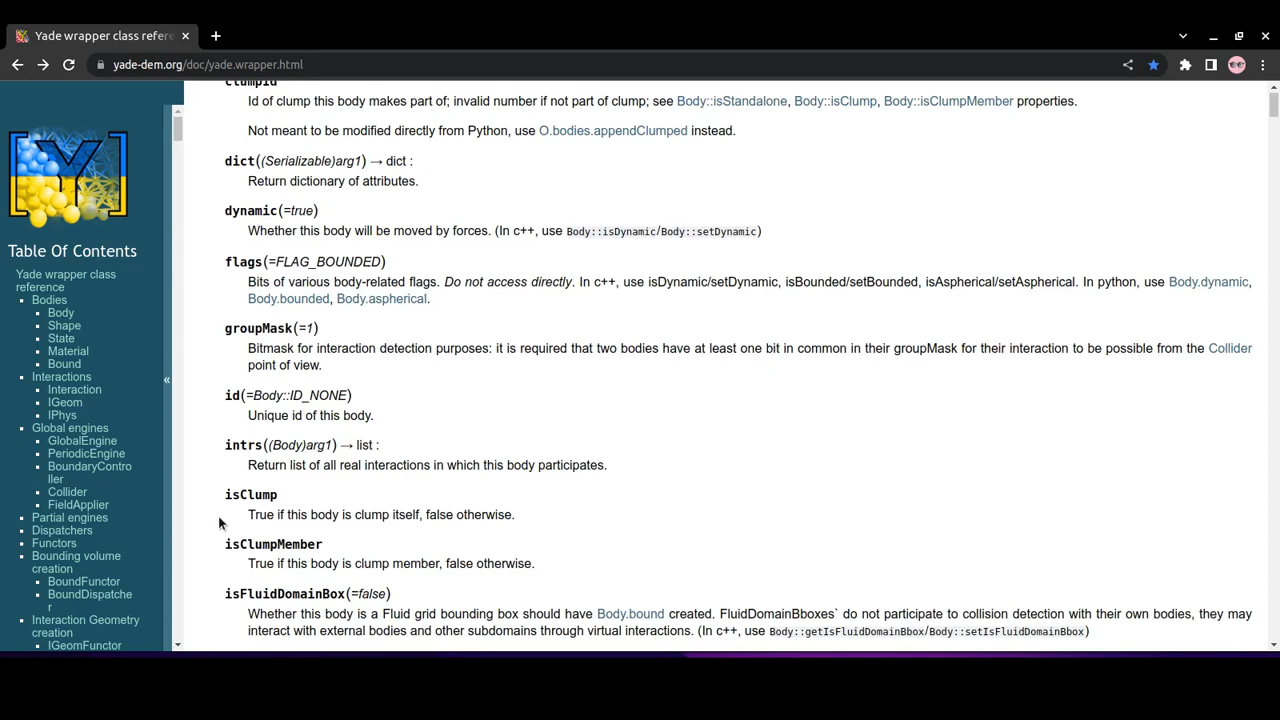 Yade wrapper class refere
yade-dem.org/doc/yade.wrapper.html
Table Of Contents
Yade wrapper class
reference
Bodies
Body
Shape
State
Material
Bound
Interactions
Interaction
IGeom
IPhys
Global engines
GlobalEngine
PeriodicEngine
BoundaryContro
ller
Collider
FieldApplier
Partial engines
Dispatchers
Functors
Bounding volume
creation
BoundFunctor
BoundDispatche
r
Interaction Geometry
creation
IGeomFunctor
«
clumpId
Id of clump this body makes part of; invalid number if not part of clump; see Body::isStandalone, Body::isClump, Body::isClumpMember properties.
Not meant to be modified directly from Python, use O.bodies.appendClumped instead.
dict((Serializable)arg1) → dict :
Return dictionary of attributes.
dynamic(=true)
Whether this body will be moved by forces. (In c++, use Body::isDynamic/Body::setDynamic)
flags(=FLAG_BOUNDED)
Bits of various body-related flags. Do not access directly. In c++, use isDynamic/setDynamic, isBounded/setBounded, isAspherical/setAspherical. In python, use Body.dynamic,
Body.bounded, Body.aspherical.
groupMask(=1)
Bitmask for interaction detection purposes: it is required that two bodies have at least one bit in common in their groupMask for their interaction to be possible from the Collider
point of view.
id(=Body::ID_NONE)
Unique id of this body.
intrs((Body)arg1) → list :
Return list of all real interactions in which this body participates.
isClump
True if this body is clump itself, false otherwise.
isClumpMember
True if this body is clump member, false otherwise.
isFluidDomainBox(=false)
Whether this body is a Fluid grid bounding box should have Body.bound created. FluidDomainBboxes` do not participate to collision detection with their own bodies, they may
interact with external bodies and other subdomains through virtual interactions. (In c++, use Body::getIsFluidDomainBbox/Body::setIsFluidDomainBbox)